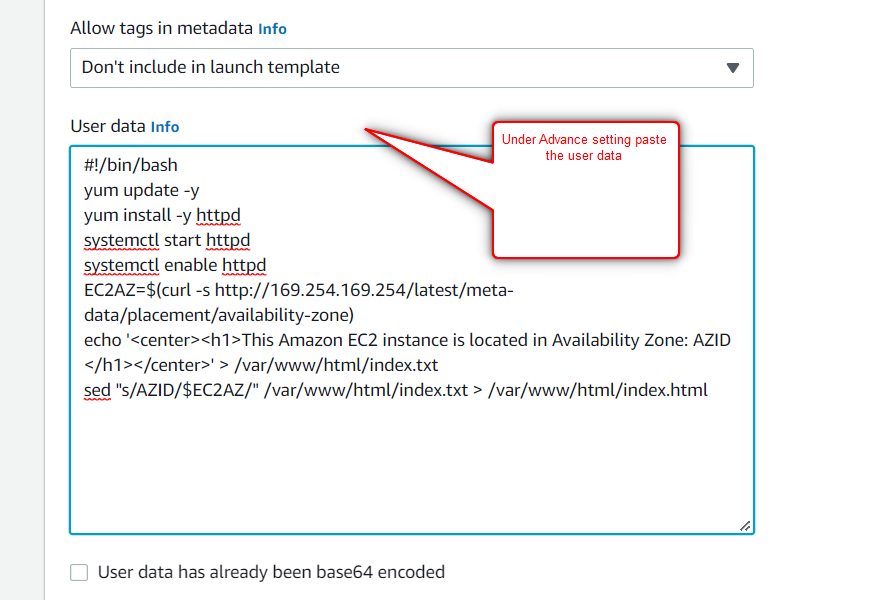 Allow tags in metadata Info
Don't include in launch template
User data Info
Under Advance setting paste
the user data
#!/bin/bash
yum update -y
yum install -y httpd
systemctl start httpd
systemctl enable httpd
EC2AZ=$(curl -s http://169.254.169.254/latest/meta-
data/placement/availability-zone)
echo '<center><h1>This Amazon EC2 instance is located in Availability Zone: AZID
</h1></center>' > /var/www/html/index.txt
sed "s/AZID/$EC2AZ/" /var/www/html/index.txt > /var/www/html/index.html
User data has already been base64 encoded